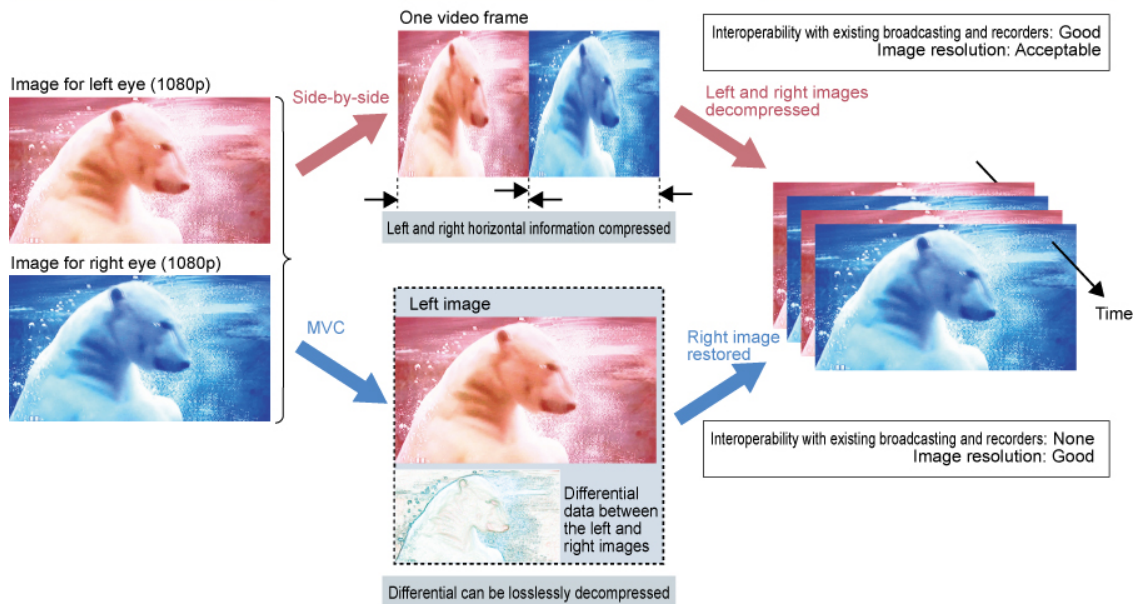 One video frame
Interoperability with existing broadcasting and recorders: Good
Image resolution: Acceptable
Image for left eye (1080p)
Side-by-side
Left and right images
decompressed
Left and right horizontal information compressed
Image for right eye (1080p)
Left image
MVC
Right image
restored
Time
Interoperability with existing broadcasting and recorders: None
Image resolution: Good
Differential
data between
the left and
right images
Differential can be losslessly decompressed